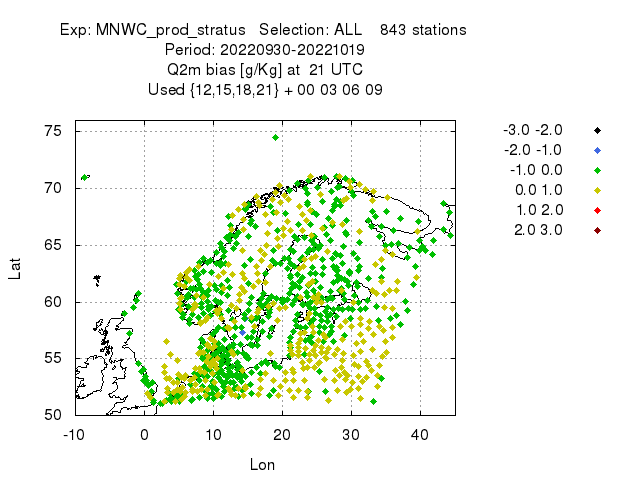 Exp: MNWC_prod_stratus   Selection: ALL    843 stations
Period: 20220930-20221019
Q2m bias [g/Kg] at  21 UTC
Used {12,15,18,21} + 00 03 06 09
-3.0 -2.0
-2.0 -1.0
-1.0 0.0
0.0 1.0
1.0 2.0
2.0 3.0
75
70
65
60
55
50
Lat
-10 0 10 20 30 40
Lon